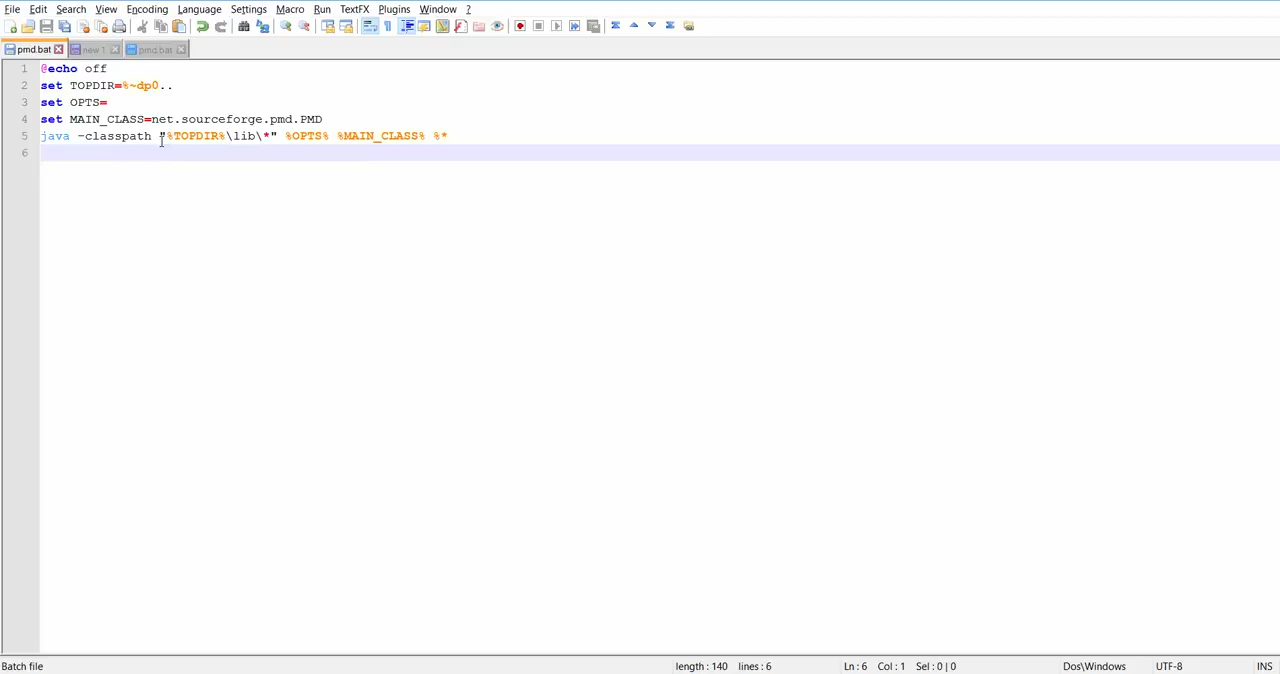 File Edit Search View Encoding Language Settings Macro Run TextFX Plugins Window ?
pmd.bat new 1 pmd.bat
1 @echo off
2 set TOPDIR=%~dp0..
3 set OPTS=
4 set MAIN_CLASS=net.sourceforge.pmd.PMD
5 java -classpath "%TOPDIR%\lib\*" %OPTS% %MAIN_CLASS% %*
6
Batch file length : 140 lines : 6 Ln : 6 Col : 1 Sel : 0 | 0 Dos\Windows UTF-8 INS